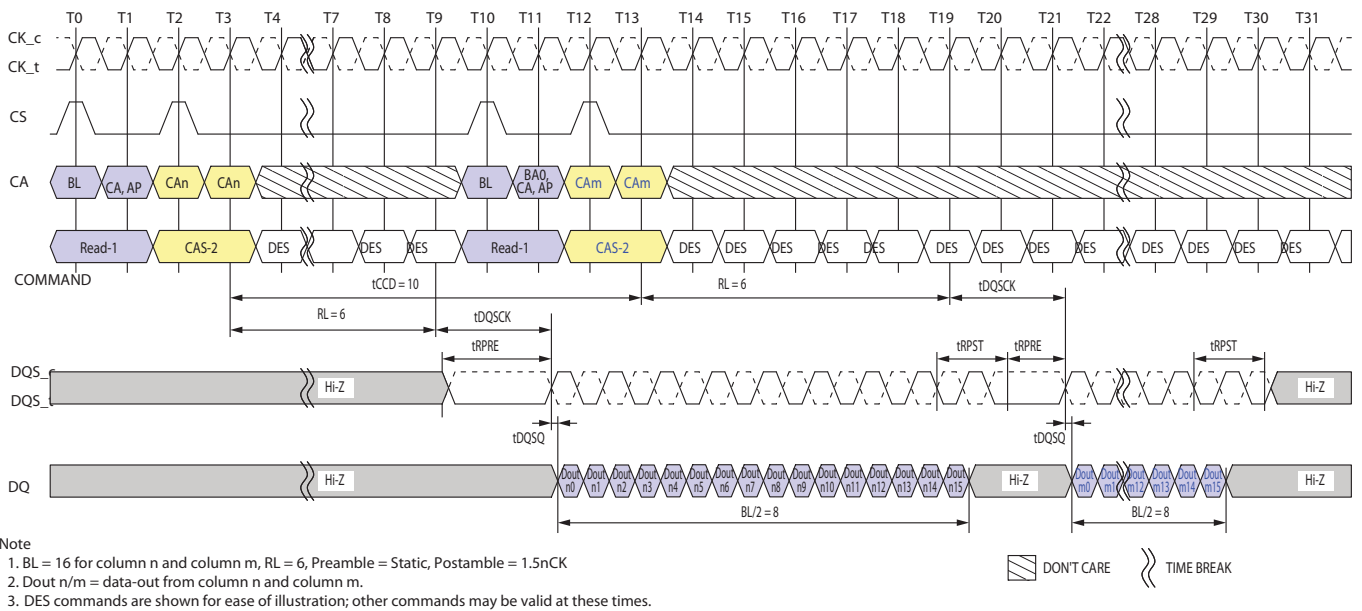 T0 T1 T2 T3 T4 T7 T8 T9 T10 T11 T12 T13 T14 T15 T16 T17 T18 T19 T20 T21 T22 T28 T29 T30 T31
CK_c
CK_t
CS
CA BL CA, AP CAn CAn BL BA0, CA, AP CAm CAm
Read-1 CAS-2 DES DES DES Read-1 CAS-2 DES DES DES DES DES DES DES DES DES DES DES DES DES
COMMAND
tCCD = 10 RL = 6 tDQSCK
RL = 6 tDQSCK
tRPRE tRPST tRPRE tRPST
DQS_c
DQS_t
Hi-Z Hi-Z
tDQSQ tDQSQ
DQ Hi-Z Dout n0 Dout n1 Dout n2 Dout n3 Dout n4 Dout n5 Dout n6 Dout n7 Dout n8 Dout n9 Dout n10 Dout n11 Dout n12 Dout n13 Dout n14 Dout n15 Hi-Z Dout m0 Dout m1 Dout m12 Dout m13 Dout m14 Dout m15 Hi-Z
BL/2 = 8 BL/2 = 8
Note
1. BL = 16 for column n and column m, RL = 6, Preamble = Static, Postamble = 1.5nCK
2. Dout n/m = data-out from column n and column m.
3. DES commands are shown for ease of illustration; other commands may be valid at these times.
DON'T CARE TIME BREAK